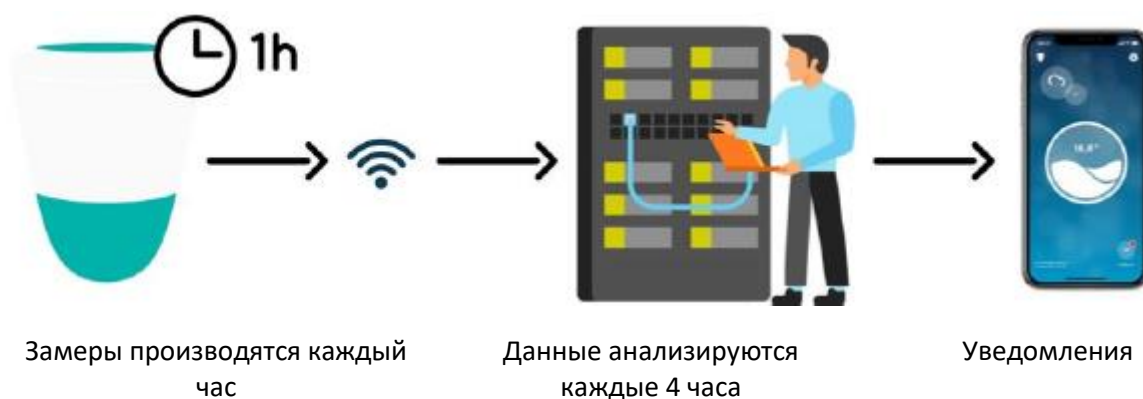 1h
Замеры производятся каждый
час
Данные анализируются
каждые 4 часа
Уведомления